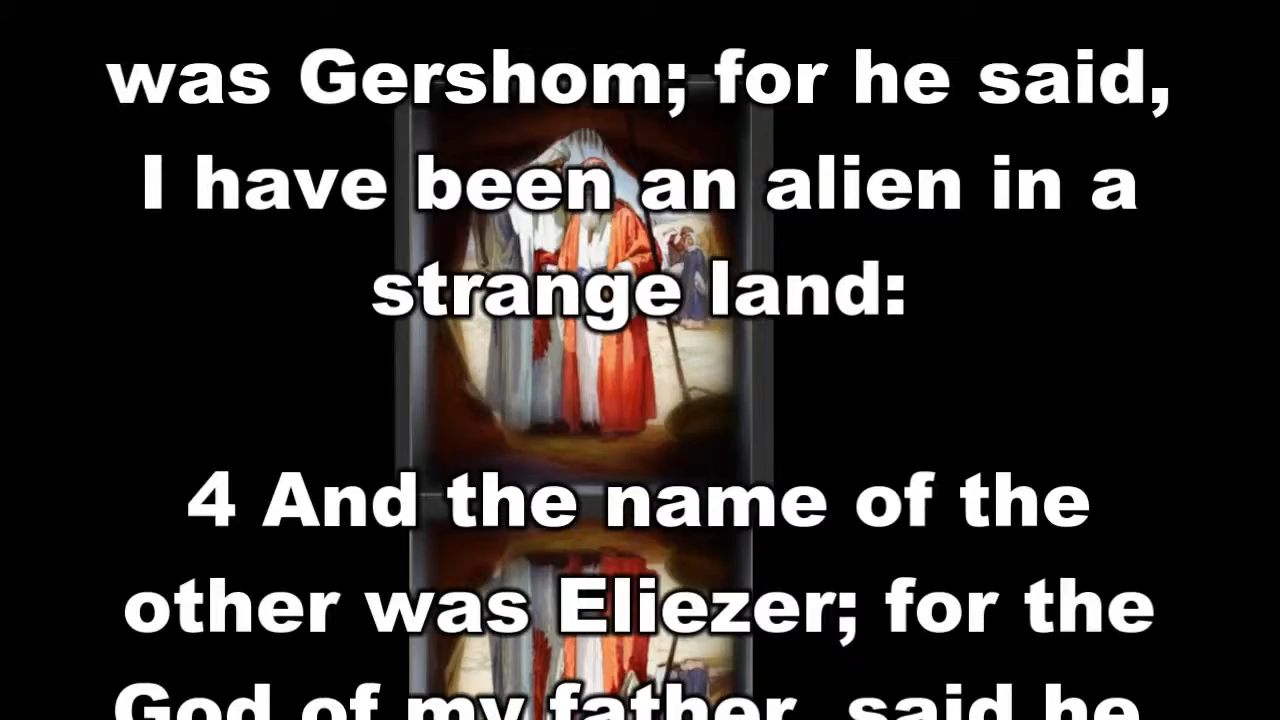 was Gershom; for he said,
I have been an alien in a
strange land:
4 And the name of the
other was Eliezer; for the
God of my father, said he,